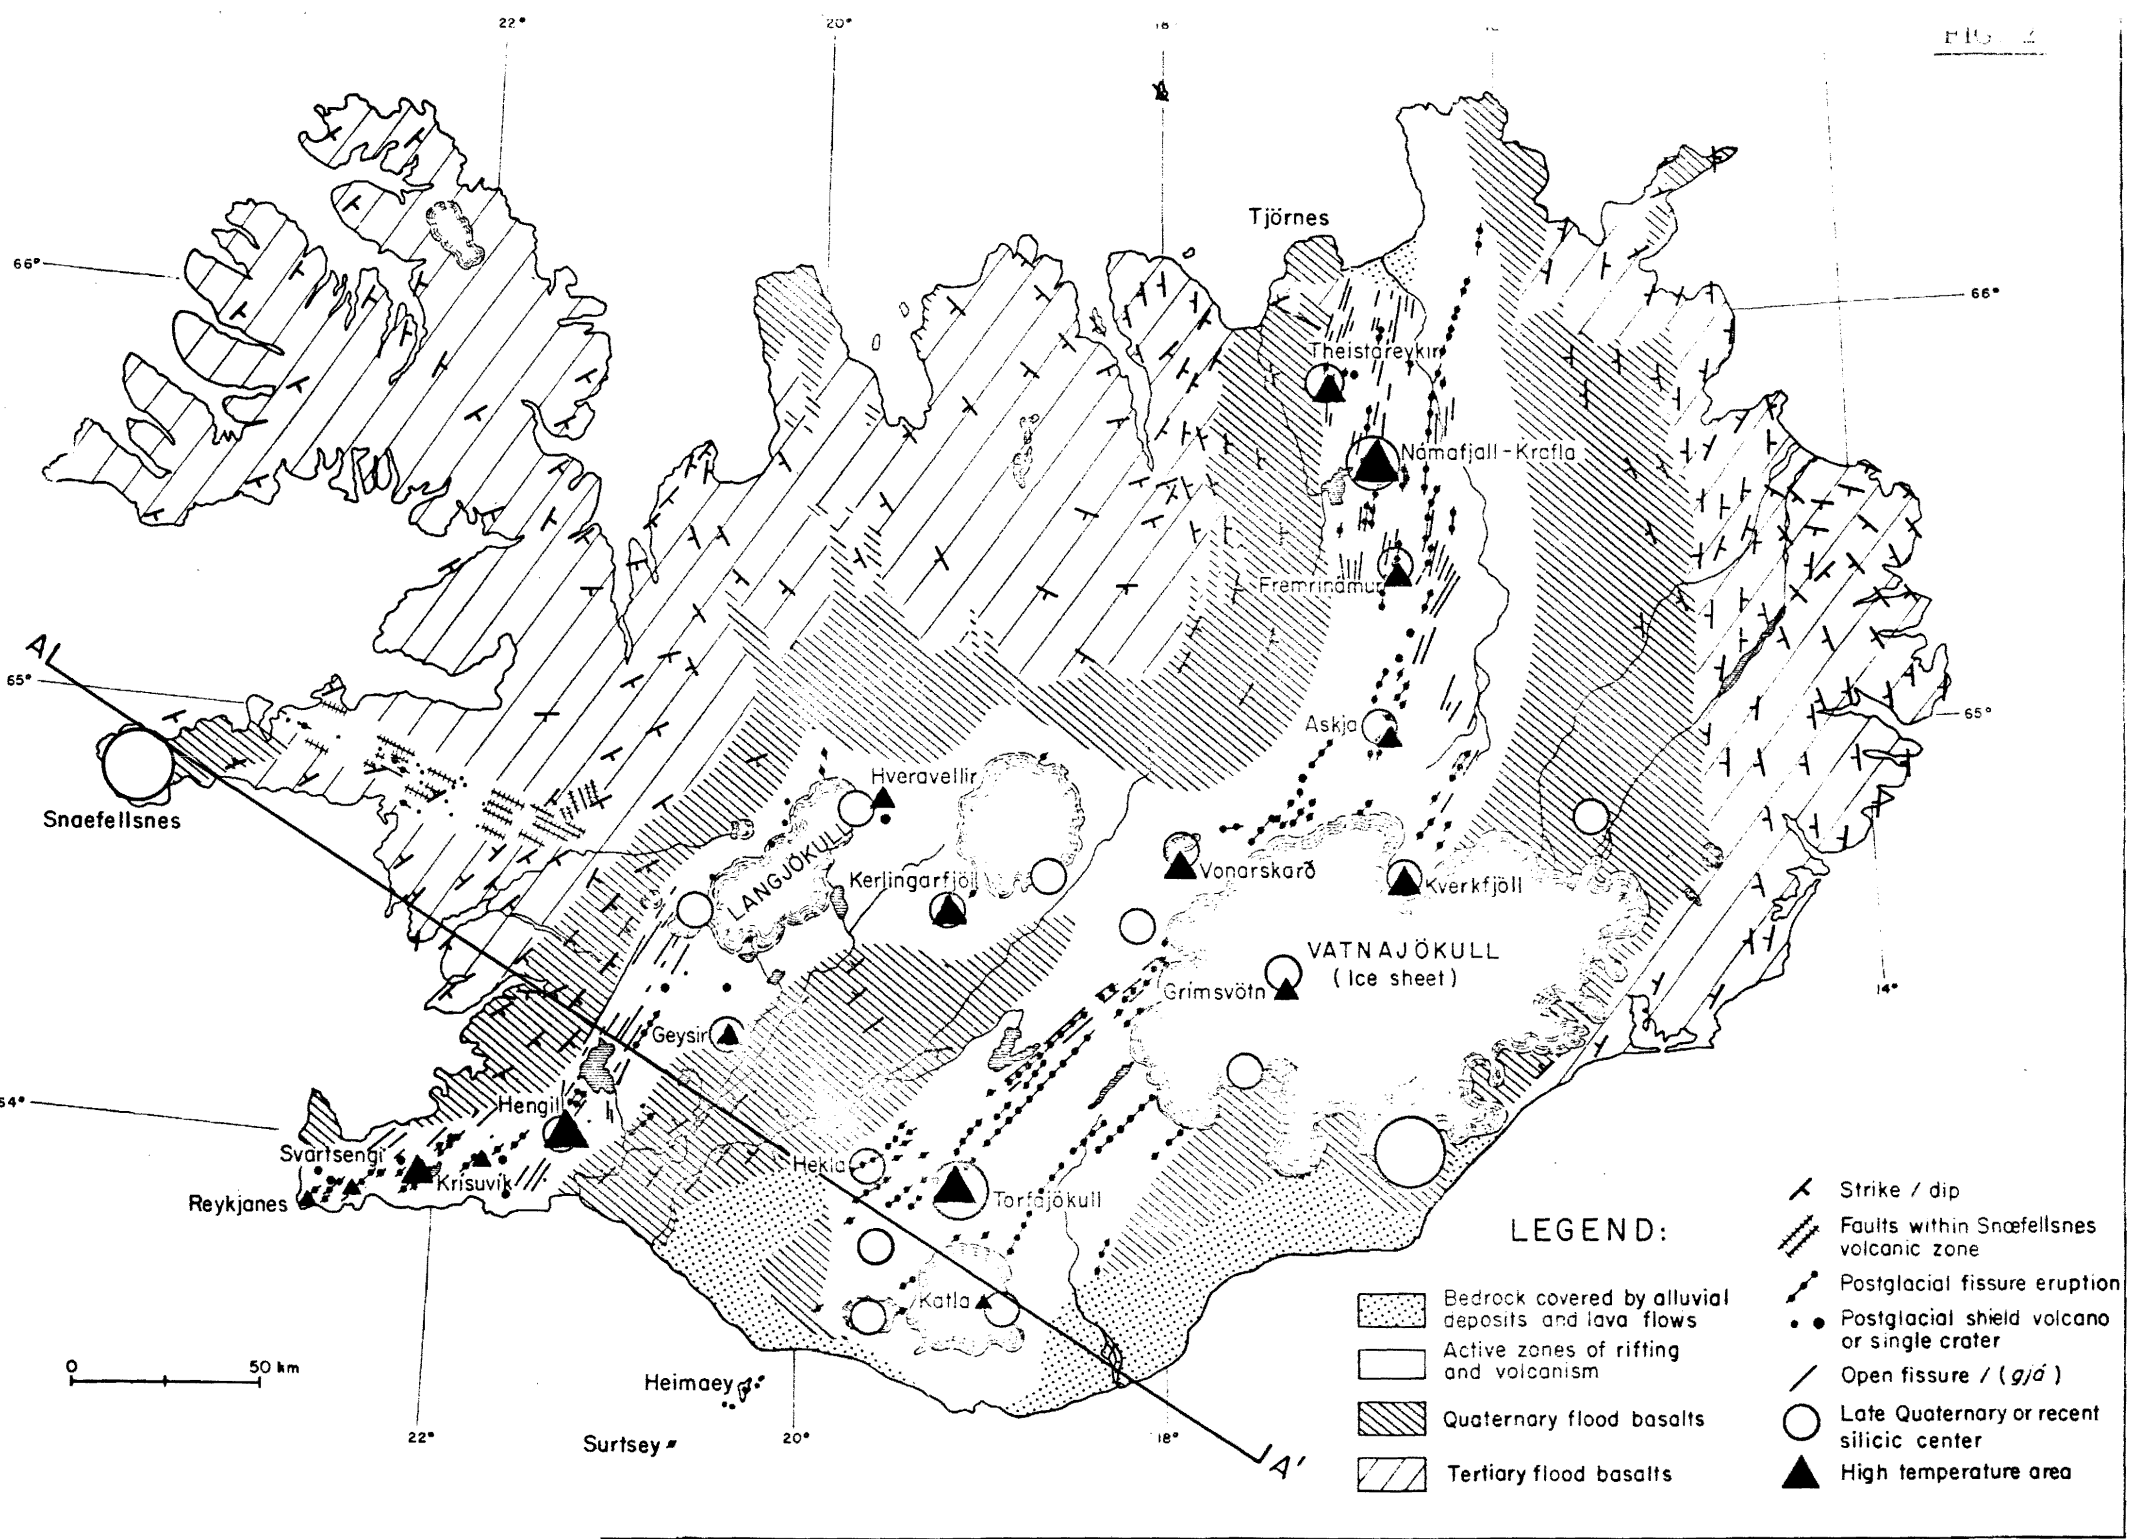 22°
20°
18°
FIG. 2
Tjörnes
66°
66°
Theistareykir
Námafjall-Krafla
Fremrinámur
A
65°
65°
Askja
Hveravellir
Snaefellsnes
LANGJÖKULL
Kerlingarfjöll
Vonarskarð
Kverkfjöll
VATNAJÖKULL
(Ice sheet)
Grímsvötn
14°
Geysir
64°
Hengill
Svartsengi
Krisuvík
Reykjanes
Hekla
Torfajökull
Katla
Heimaey
Surtsey
0 50 km
22°
20°
18°
A'
LEGEND:
Bedrock covered by alluvial
deposits and lava flows
Active zones of rifting
and volcanism
Quaternary flood basalts
Tertiary flood basalts
Strike / dip
Faults within Snæfellsnes
volcanic zone
Postglacial fissure eruption
Postglacial shield volcano
or single crater
Open fissure / (gjá)
Late Quaternary or recent
silicic center
High temperature area